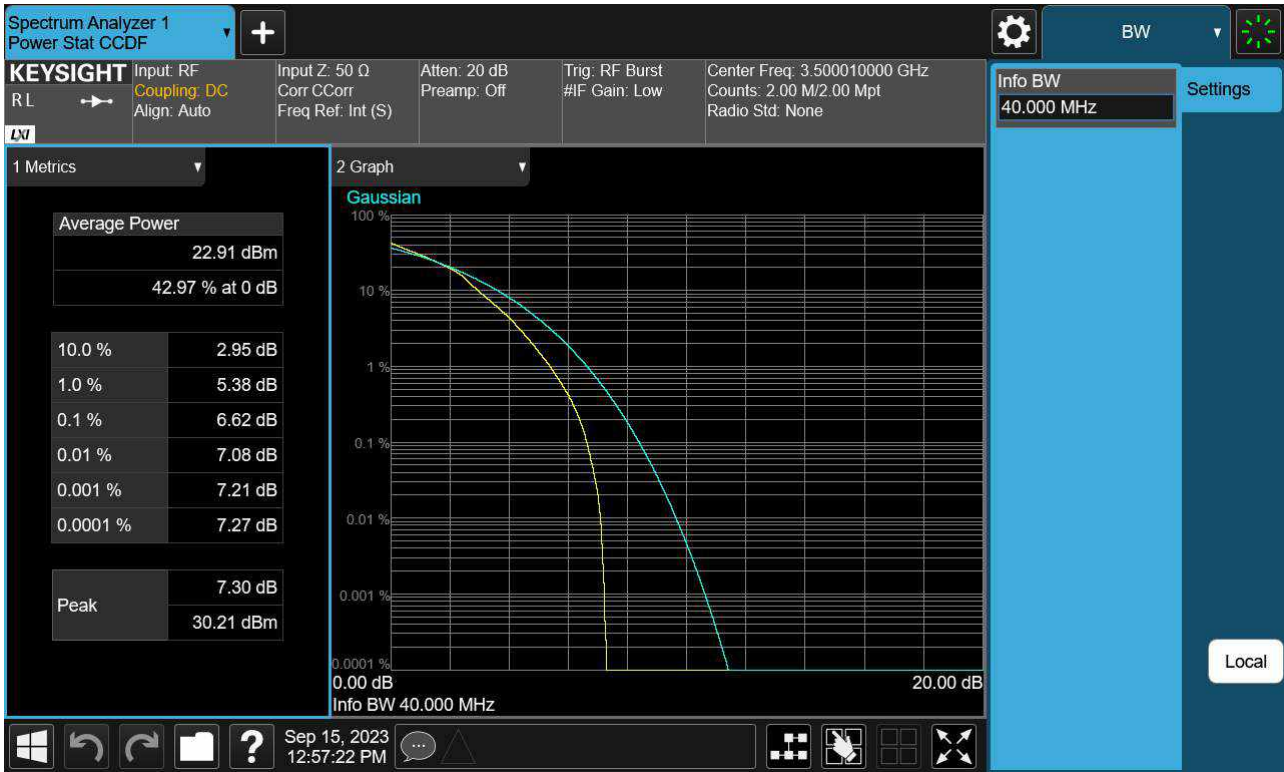 Spectrum Analyzer 1
Power Stat CCDF
+
BW
KEYSIGHT
RL
LXI
Input: RF
Coupling: DC
Align: Auto
Input Z: 50 Ω
Corr CCorr
Freq Ref: Int (S)
Atten: 20 dB
Preamp: Off
Trig: RF Burst
#IF Gain: Low
Center Freq: 3.500010000 GHz
Counts: 2.00 M/2.00 Mpt
Radio Std: None
Info BW
40.000 MHz
Settings
1 Metrics
Average Power
22.91 dBm
42.97 % at 0 dB
10.0 % 2.95 dB
1.0 % 5.38 dB
0.1 % 6.62 dB
0.01 % 7.08 dB
0.001 % 7.21 dB
0.0001 % 7.27 dB
Peak
7.30 dB
30.21 dBm
2 Graph
Gaussian
100 %
10 %
1 %
0.1 %
0.01 %
0.001 %
0.0001 %
0.00 dB 20.00 dB
Info BW 40.000 MHz
Local
?
Sep 15, 2023
12:57:22 PM